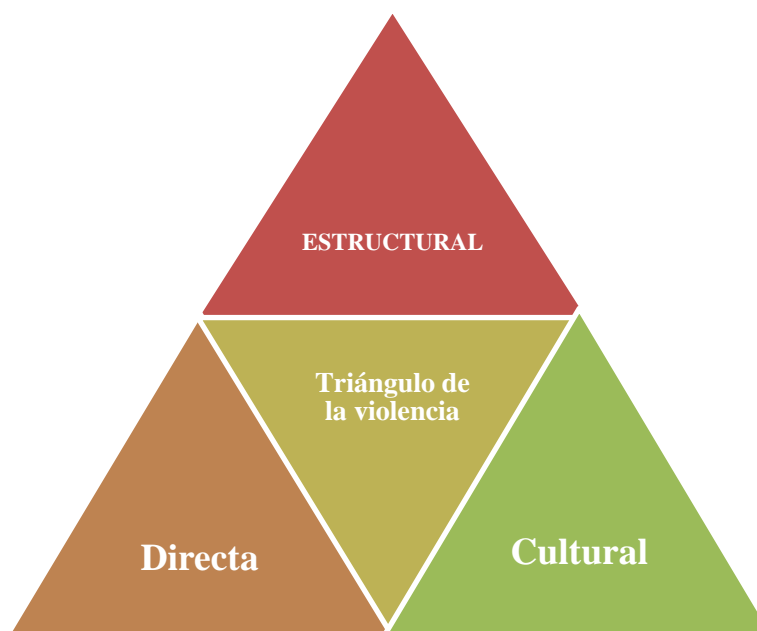 ESTRUCTURAL
Triángulo de
la violencia
Directa
Cultural